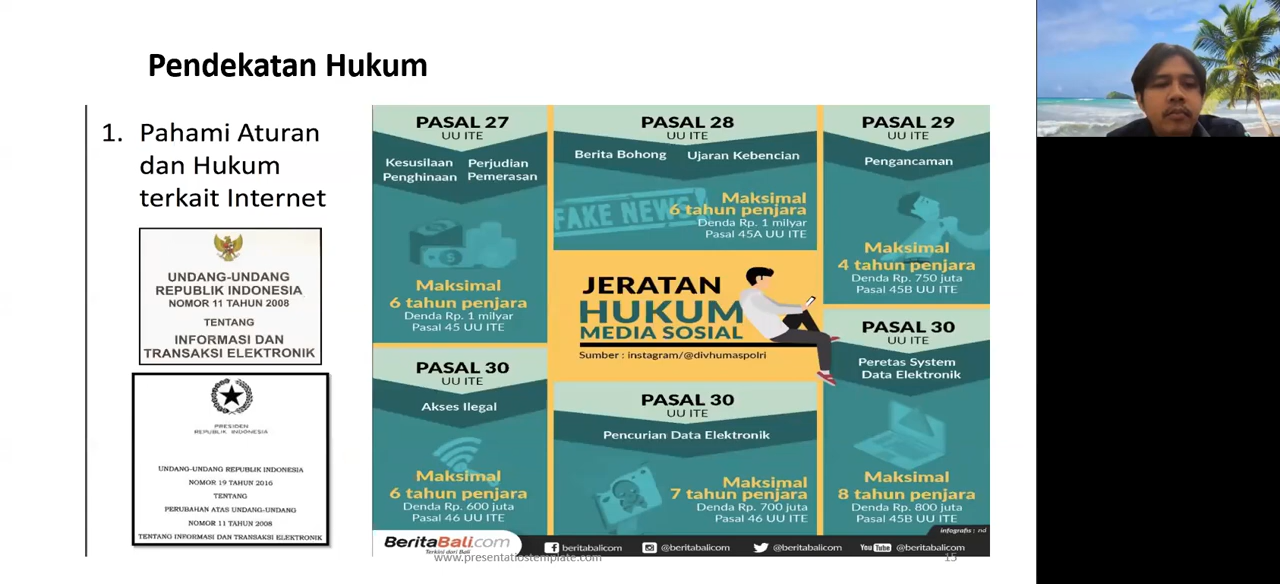 Pendekatan Hukum
1. Pahami Aturan
dan Hukum
terkait Internet
UNDANG-UNDANG
REPUBLIK INDONESIA
NOMOR 11 TAHUN 2008
TENTANG
INFORMASI DAN
TRANSAKSI ELEKTRONIK
PRESIDEN
REPUBLIK INDONESIA
UNDANG-UNDANG REPUBLIK INDONESIA
NOMOR 19 TAHUN 2016
TENTANG
PERUBAHAN ATAS UNDANG-UNDANG
NOMOR 11 TAHUN 2008
TENTANG INFORMASI DAN TRANSAKSI ELEKTRONIK
PASAL 27
UU ITE
Kesusilaan Perjudian
Penghinaan Pemerasan
Maksimal
6 tahun penjara
Denda Rp. 1 milyar
Pasal 45 UU ITE
PASAL 28
UU ITE
Berita Bohong Ujaran Kebencian
FAKE NEWS
Maksimal
6 tahun penjara
Denda Rp. 1 milyar
Pasal 45A UU ITE
PASAL 29
UU ITE
Pengancaman
Maksimal
4 tahun penjara
Denda Rp. 750 juta
Pasal 45B UU ITE
JERATAN
HUKUM
MEDIA SOSIAL
Sumber : instagram/@divhumaspolri
PASAL 30
UU ITE
Akses Ilegal
Maksimal
6 tahun penjara
Denda Rp. 600 juta
Pasal 46 UU ITE
PASAL 30
UU ITE
Pencurian Data Elektronik
Maksimal
7 tahun penjara
Denda Rp. 700 juta
Pasal 46 UU ITE
PASAL 30
UU ITE
Peretas System
Data Elektronik
Maksimal
8 tahun penjara
Denda Rp. 800 juta
Pasal 45B UU ITE
infografis : nd
BeritaBali.com
Terkini dari Bali
beritabalicom @beritabalicom @beritabalicom You Tube @beritabalicom
www.presentationstemplate.com
15